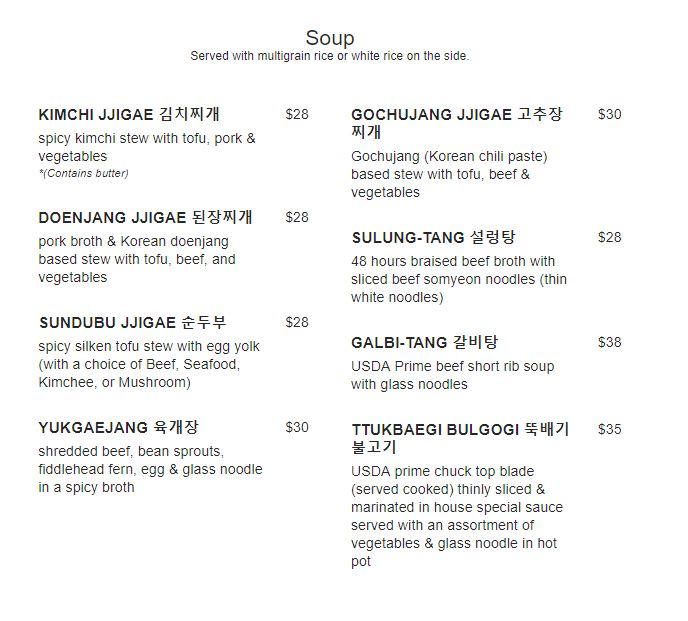 Soup
Served with multigrain rice or white rice on the side.
KIMCHI JJIGAE 김치찌개 $28
spicy kimchi stew with tofu, pork &
vegetables
*(Contains butter)
DOENJANG JJIGAE 된장찌개 $28
pork broth & Korean doenjang
based stew with tofu, beef, and
vegetables
SUNDUBU JJIGAE 순두부 $28
spicy silken tofu stew with egg yolk
(with a choice of Beef, Seafood,
Kimchee, or Mushroom)
YUKGAEJANG 육개장 $30
shredded beef, bean sprouts,
fiddlehead fern, egg & glass noodle
in a spicy broth
GOCHUJANG JJIGAE 고추장 $30
찌개
Gochujang (Korean chili paste)
based stew with tofu, beef &
vegetables
SULUNG-TANG 설렁탕 $28
48 hours braised beef broth with
sliced beef somyeon noodles (thin
white noodles)
GALBI-TANG 갈비탕 $38
USDA Prime beef short rib soup
with glass noodles
TTUKBAEGI BULGOGI 뚝배기 $35
불고기
USDA prime chuck top blade
(served cooked) thinly sliced &
marinated in house special sauce
served with an assortment of
vegetables & glass noodle in hot
pot